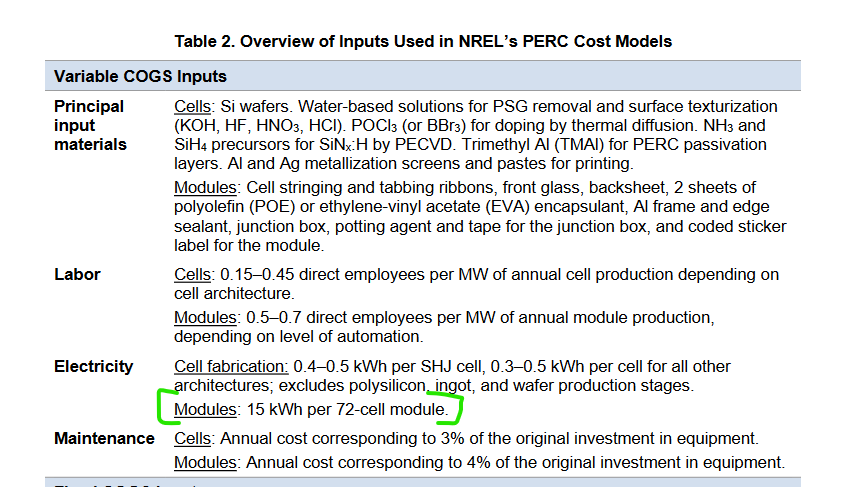 Table 2. Overview of Inputs Used in NREL's PERC Cost Models
Variable COGS Inputs
Principal input materials
Cells: Si wafers. Water-based solutions for PSG removal and surface texturization
(KOH, HF, HNO₃, HCl). POCl₃ (or BBr₃) for doping by thermal diffusion. NH₃ and
SiH₄ precursors for SiNₓ:H by PECVD. Trimethyl Al (TMAl) for PERC passivation
layers. Al and Ag metallization screens and pastes for printing.
Modules: Cell stringing and tabbing ribbons, front glass, backsheet, 2 sheets of
polyolefin (POE) or ethylene-vinyl acetate (EVA) encapsulant, Al frame and edge
sealant, junction box, potting agent and tape for the junction box, and coded sticker
label for the module.
Labor
Cells: 0.15–0.45 direct employees per MW of annual cell production depending on
cell architecture.
Modules: 0.5–0.7 direct employees per MW of annual module production,
depending on level of automation.
Electricity
Cell fabrication: 0.4–0.5 kWh per SHJ cell, 0.3–0.5 kWh per cell for all other
architectures; excludes polysilicon, ingot, and wafer production stages.
Modules: 15 kWh per 72-cell module.
Maintenance
Cells: Annual cost corresponding to 3% of the original investment in equipment.
Modules: Annual cost corresponding to 4% of the original investment in equipment.